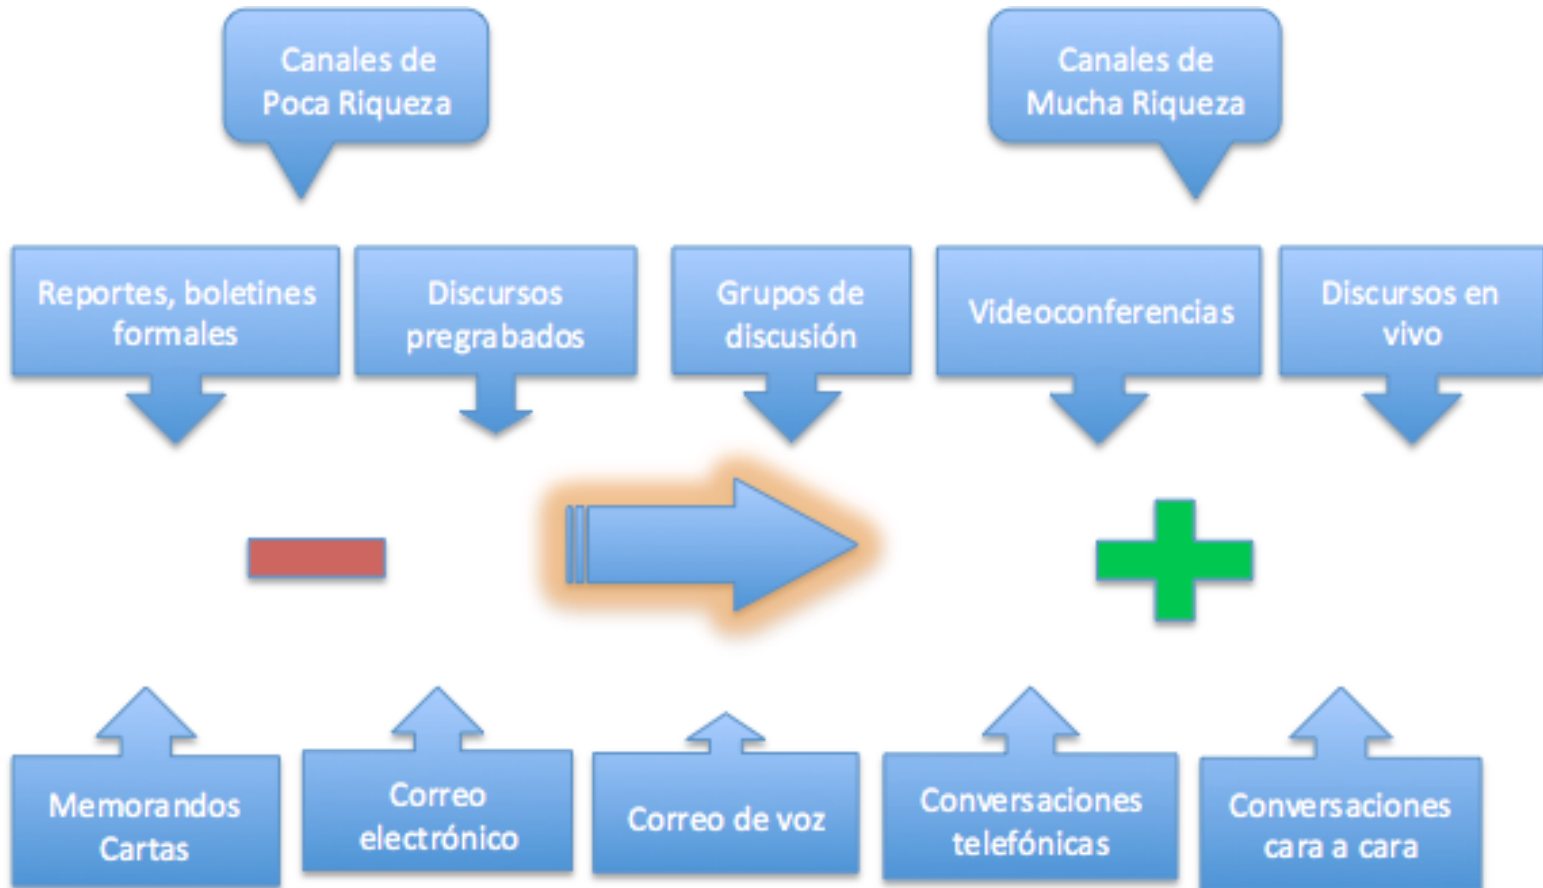 Canales de
Poca Riqueza
Canales de
Mucha Riqueza
Reportes, boletines
formales
Discursos
pregrabados
Grupos de
discusión
Videoconferencias
Discursos en
vivo
Memorandos
Cartas
Correo
electrónico
Correo de voz
Conversaciones
telefónicas
Conversaciones
cara a cara